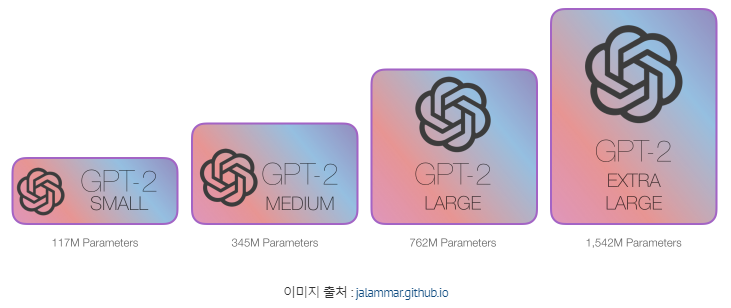 GPT-2
SMALL
117M Parameters
GPT-2
MEDIUM
345M Parameters
GPT-2
LARGE
762M Parameters
GPT-2
EXTRA
LARGE
1,542M Parameters
이미지 출처 : jalammar.github.io